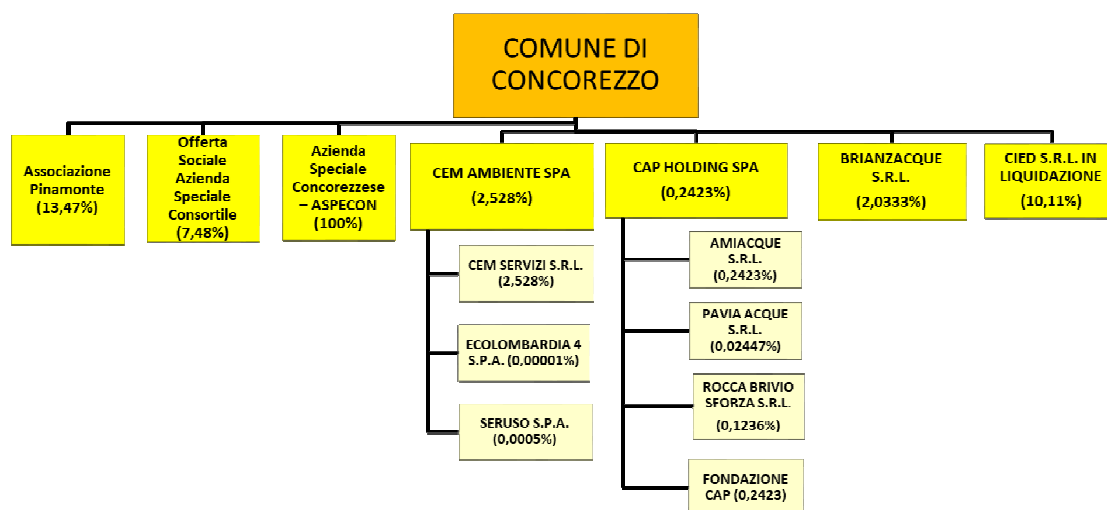 COMUNE DI
CONCOREZZO
Associazione
Pinamonte
(13,47%)
Offerta
Sociale
Azienda
Speciale
Consortile
(7,48%)
Azienda
Speciale
Concorezzese
– ASPECON
(100%)
CEM AMBIENTE SPA
(2,528%)
CAP HOLDING SPA
(0,2423%)
BRIANZACQUE
S.R.L.
(2,0333%)
CIED S.R.L. IN
LIQUIDAZIONE
(10,11%)
CEM SERVIZI S.R.L.
(2,528%)
ECOLOMBARDIA 4
S.P.A. (0,00001%)
SERUSO S.P.A.
(0,0005%)
AMIACQUE
S.R.L.
(0,2423%)
PAVIA ACQUE
S.R.L.
(0,02447%)
ROCCA BRIVIO
SFORZA S.R.L.
(0,1236%)
FONDAZIONE
CAP (0,2423)